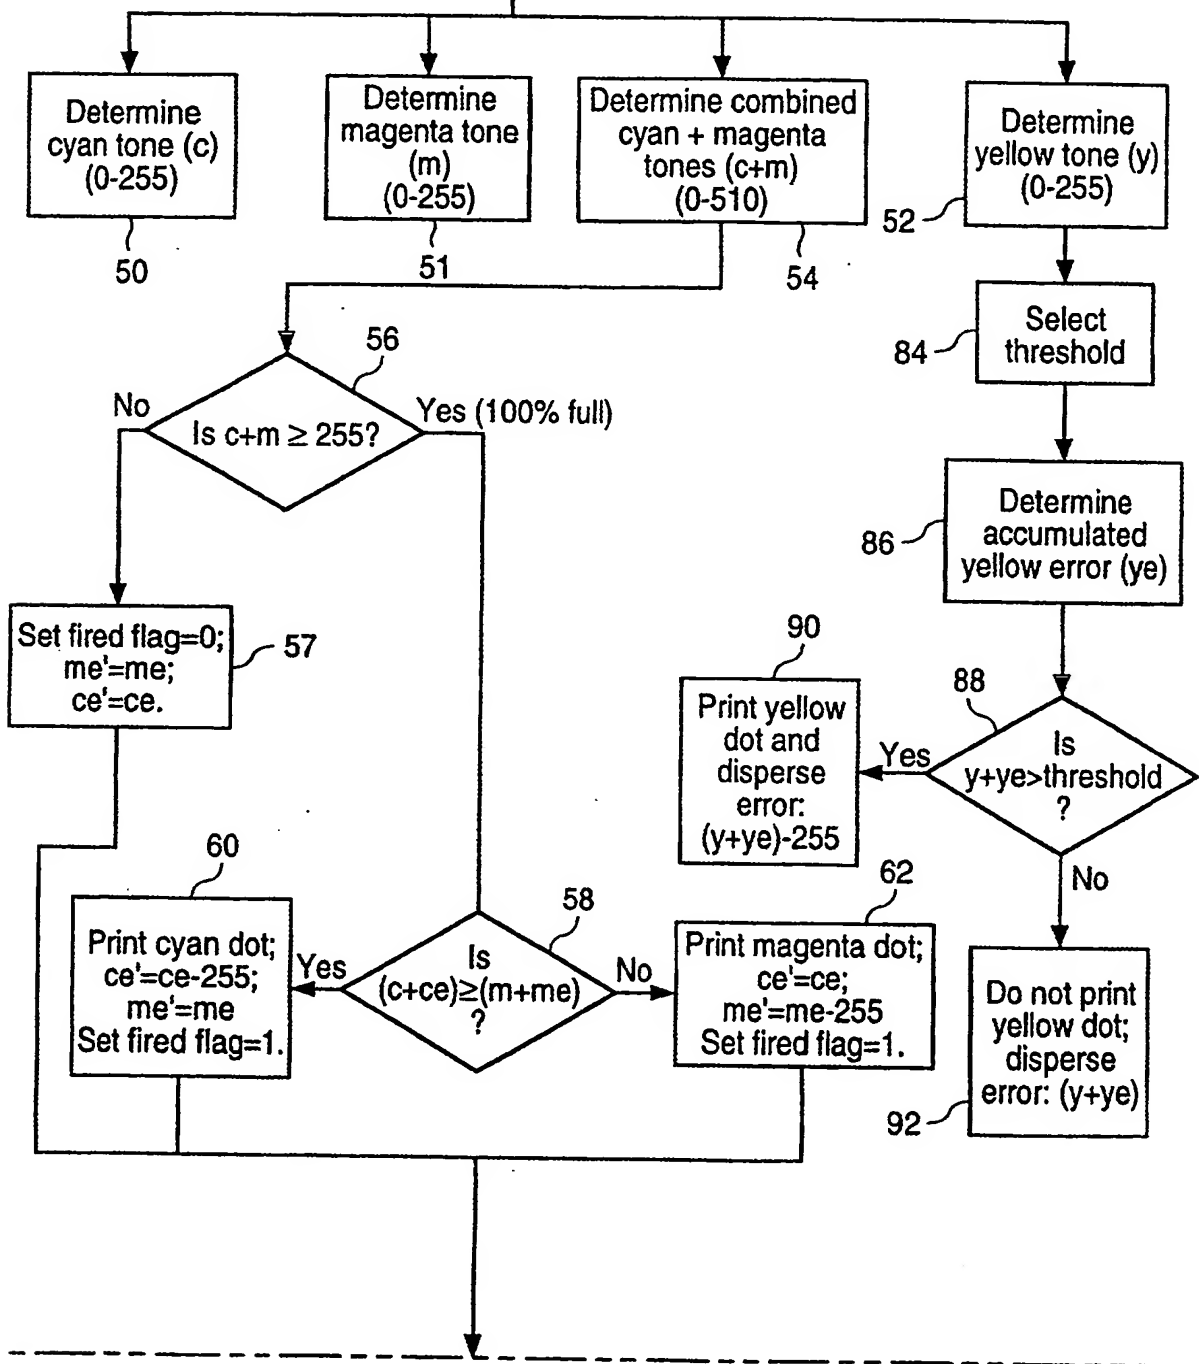 Determine
cyan tone (c)
(0-255)
50
Determine
magenta tone
(m)
(0-255)
51
Determine combined
cyan + magenta
tones (c+m)
(0-510)
54
Determine
yellow tone (y)
(0-255)
52
Select
threshold
84
56
No
Is c+m ≥ 255?
Yes (100% full)
Determine
accumulated
yellow error (ye)
86
Set fired flag=0;
me'=me;
ce'=ce.
57
90
Print yellow
dot and
disperse
error:
(y+ye)-255
88
Yes
Is
y+ye>threshold
?
No
60
Print cyan dot;
ce'=ce-255;
me'=me
Set fired flag=1.
58
Yes
Is
(c+ce)≥(m+me)
?
No
62
Print magenta dot;
ce'=ce;
me'=me-255
Set fired flag=1.
Do not print
yellow dot;
disperse
error: (y+ye)
92